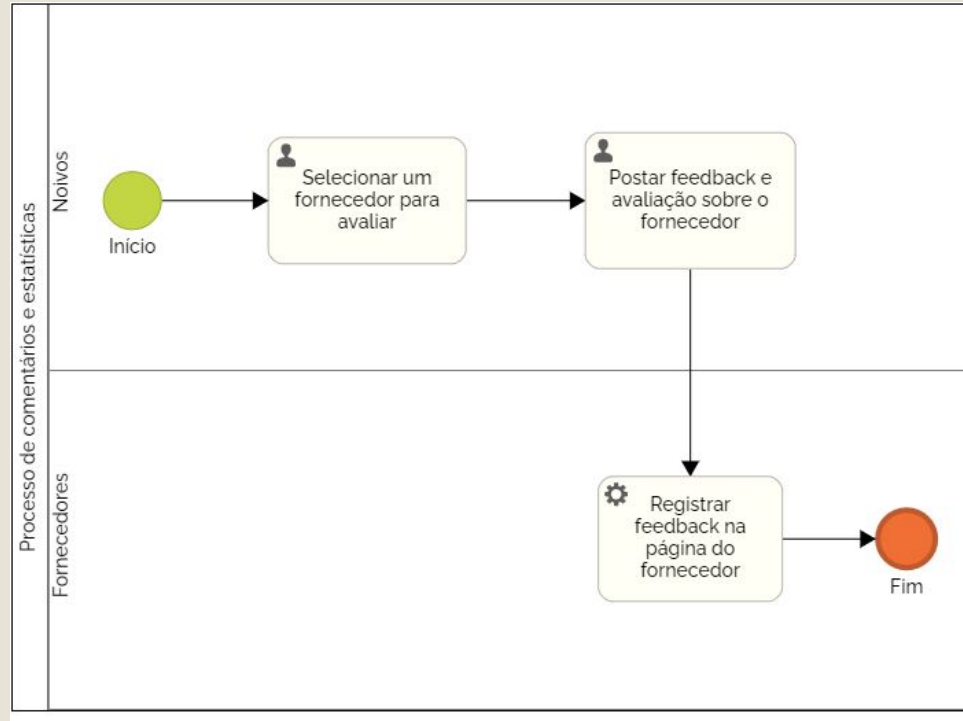 Processo de comentários e estatísticas
Noivos
Início
Selecionar um
fornecedor para
avaliar
Postar feedback e
avaliação sobre o
fornecedor
Fornecedores
Registrar
feedback na
página do
fornecedor
Fim